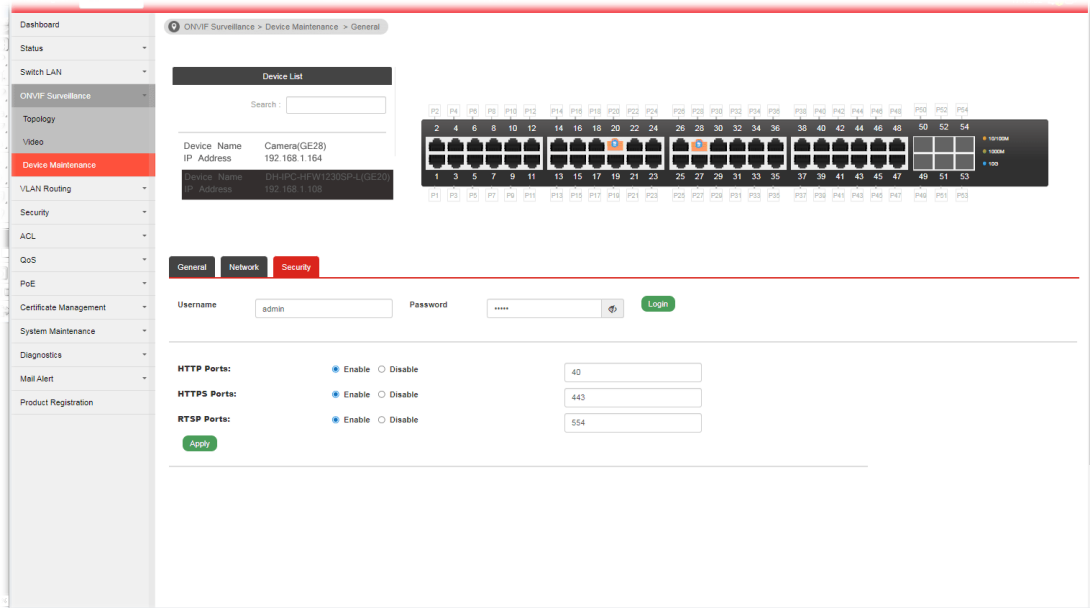 Dashboard
Status
Switch LAN
ONVIF Surveillance
Topology
Video
Device Maintenance
VLAN Routing
Security
ACL
QoS
PoE
Certificate Management
System Maintenance
Diagnostics
Mail Alert
Product Registration
ONVIF Surveillance > Device Maintenance > General
Device List
Search :
Device Name Camera(GE28)
IP Address 192.168.1.164
Device Name DH-IPC-HFW1230SP-L(GE20)
IP Address 192.168.1.108
P2 P4 P6 P8 P10 P12 P14 P16 P18 P20 P22 P24 P26 P28 P30 P32 P34 P36 P38 P40 P42 P44 P46 P48 P50 P52 P54
2 4 6 8 10 12 14 16 18 20 22 24 26 28 30 32 34 36 38 40 42 44 46 48 50 52 54
10/100M
1000M
10G
1 3 5 7 9 11 13 15 17 19 21 23 25 27 29 31 33 35 37 39 41 43 45 47 49 51 53
P1 P3 P5 P7 P9 P11 P13 P15 P17 P19 P21 P23 P25 P27 P29 P31 P33 P35 P37 P39 P41 P43 P45 P47 P49 P51 P53
General Network Security
Username admin Password ••••• Login
HTTP Ports: Enable Disable 40
HTTPS Ports: Enable Disable 443
RTSP Ports: Enable Disable 554
Apply